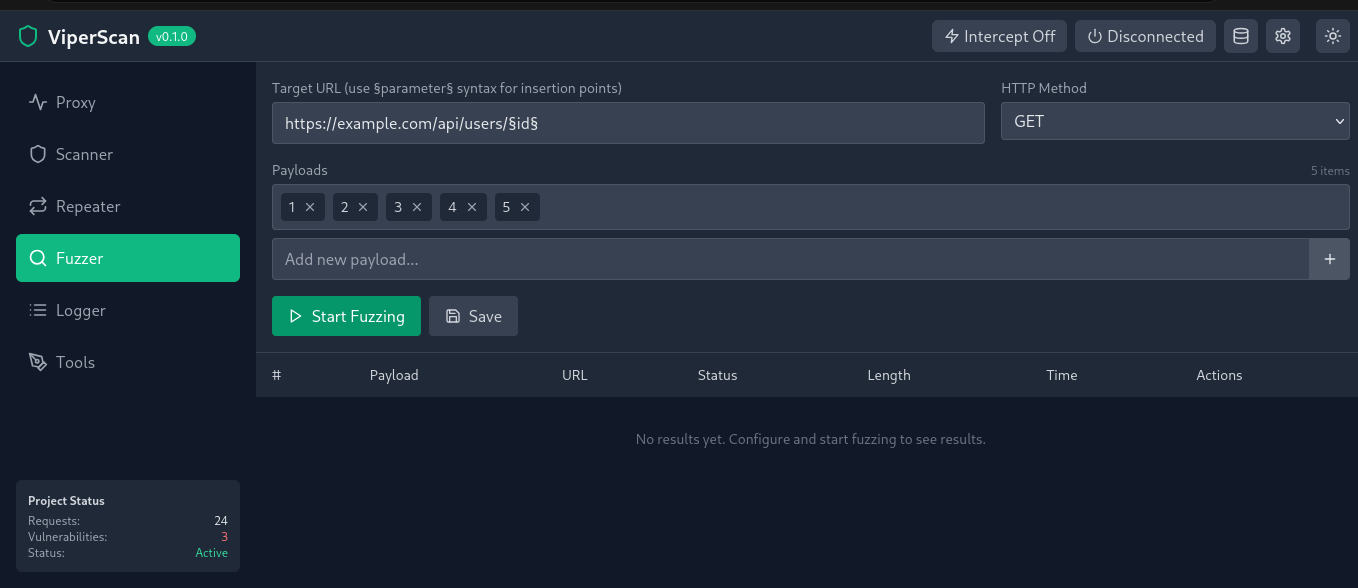 ViperScan v0.1.0 Intercept Off Disconnected
Proxy
Scanner
Repeater
Fuzzer
Logger
Tools
Project Status
Requests: 24
Vulnerabilities: 3
Status: Active
Target URL (use §parameter§ syntax for insertion points)
https://example.com/api/users/§id§
HTTP Method
GET
Payloads 5 items
1 × 2 × 3 × 4 × 5 ×
Add new payload... +
Start Fuzzing Save
# Payload URL Status Length Time Actions
No results yet. Configure and start fuzzing to see results.